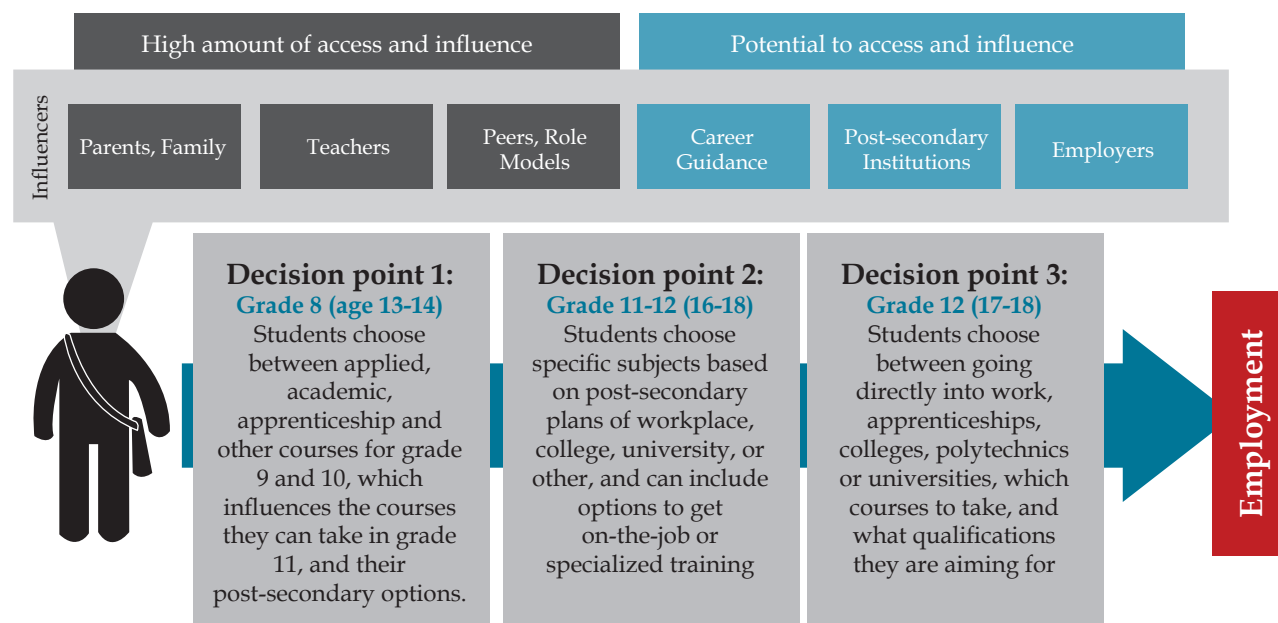 High amount of access and influence
Potential to access and influence
Influencers
Parents, Family
Teachers
Peers, Role
Models
Career
Guidance
Post-secondary
Institutions
Employers
Decision point 1:
Grade 8 (age 13-14)
Students choose
between applied,
academic,
apprenticeship and
other courses for grade
9 and 10, which
influences the courses
they can take in grade
11, and their
post-secondary options.
Decision point 2:
Grade 11-12 (16-18)
Students choose
specific subjects based
on post-secondary
plans of workplace,
college, university, or
other, and can include
options to get
on-the-job or
specialized training
Decision point 3:
Grade 12 (17-18)
Students choose
between going
directly into work,
apprenticeships,
colleges, polytechnics
or universities, which
courses to take, and
what qualifications
they are aiming for
Employment